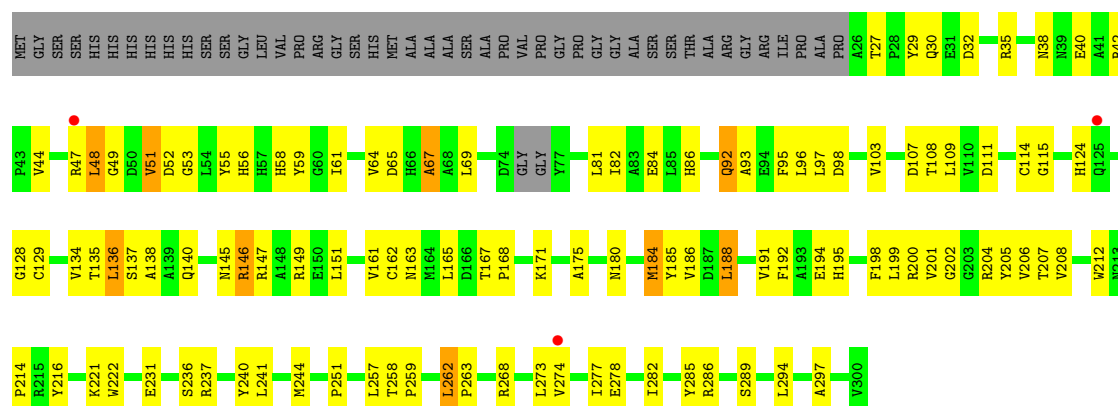 MET GLY SER SER HIS HIS HIS HIS HIS HIS SER SER GLY LEU VAL PRO ARG GLY SER HIS MET ALA ALA ALA SER ALA PRO VAL PRO GLY PRO GLY GLY ALA SER SER THR ALA ARG GLY ARG ILE PRO ALA PRO A26 T27 P28 Y29 Q30 E31 D32 R35 N38 N39 E40 A41
P43 V44 R47 L48 G49 D50 V51 D52 G53 L54 Y55 H56 H57 H58 Y59 G60 I61 V64 D65 H66 A67 A68 L69 D74 GLY GLY Y77 L81 I82 A83 E84 L85 H86 Q92 A93 E94 F95 L96 L97 D98 V103 D107 T108 L109 V110 D111 C114 G115 H124 Q125
G128 C129 V134 T135 L136 S137 A138 A139 Q140 N145 R146 R147 A148 R149 E150 L151 V161 C162 N163 M164 L165 D166 T167 P168 K171 A175 N180 M184 Y185 V186 D187 L188 V191 F192 A193 E194 H195 F198 L199 R200 V201 G202 G203 R204 Y205 V206 T207 V208 W212
P214 R215 Y216 K221 W222 E231 S236 R237 Y240 L241 M244 P251 L257 T258 P259 L262 P263 R268 L273 V274 I277 E278 I282 Y285 R286 S289 L294 A297 V300